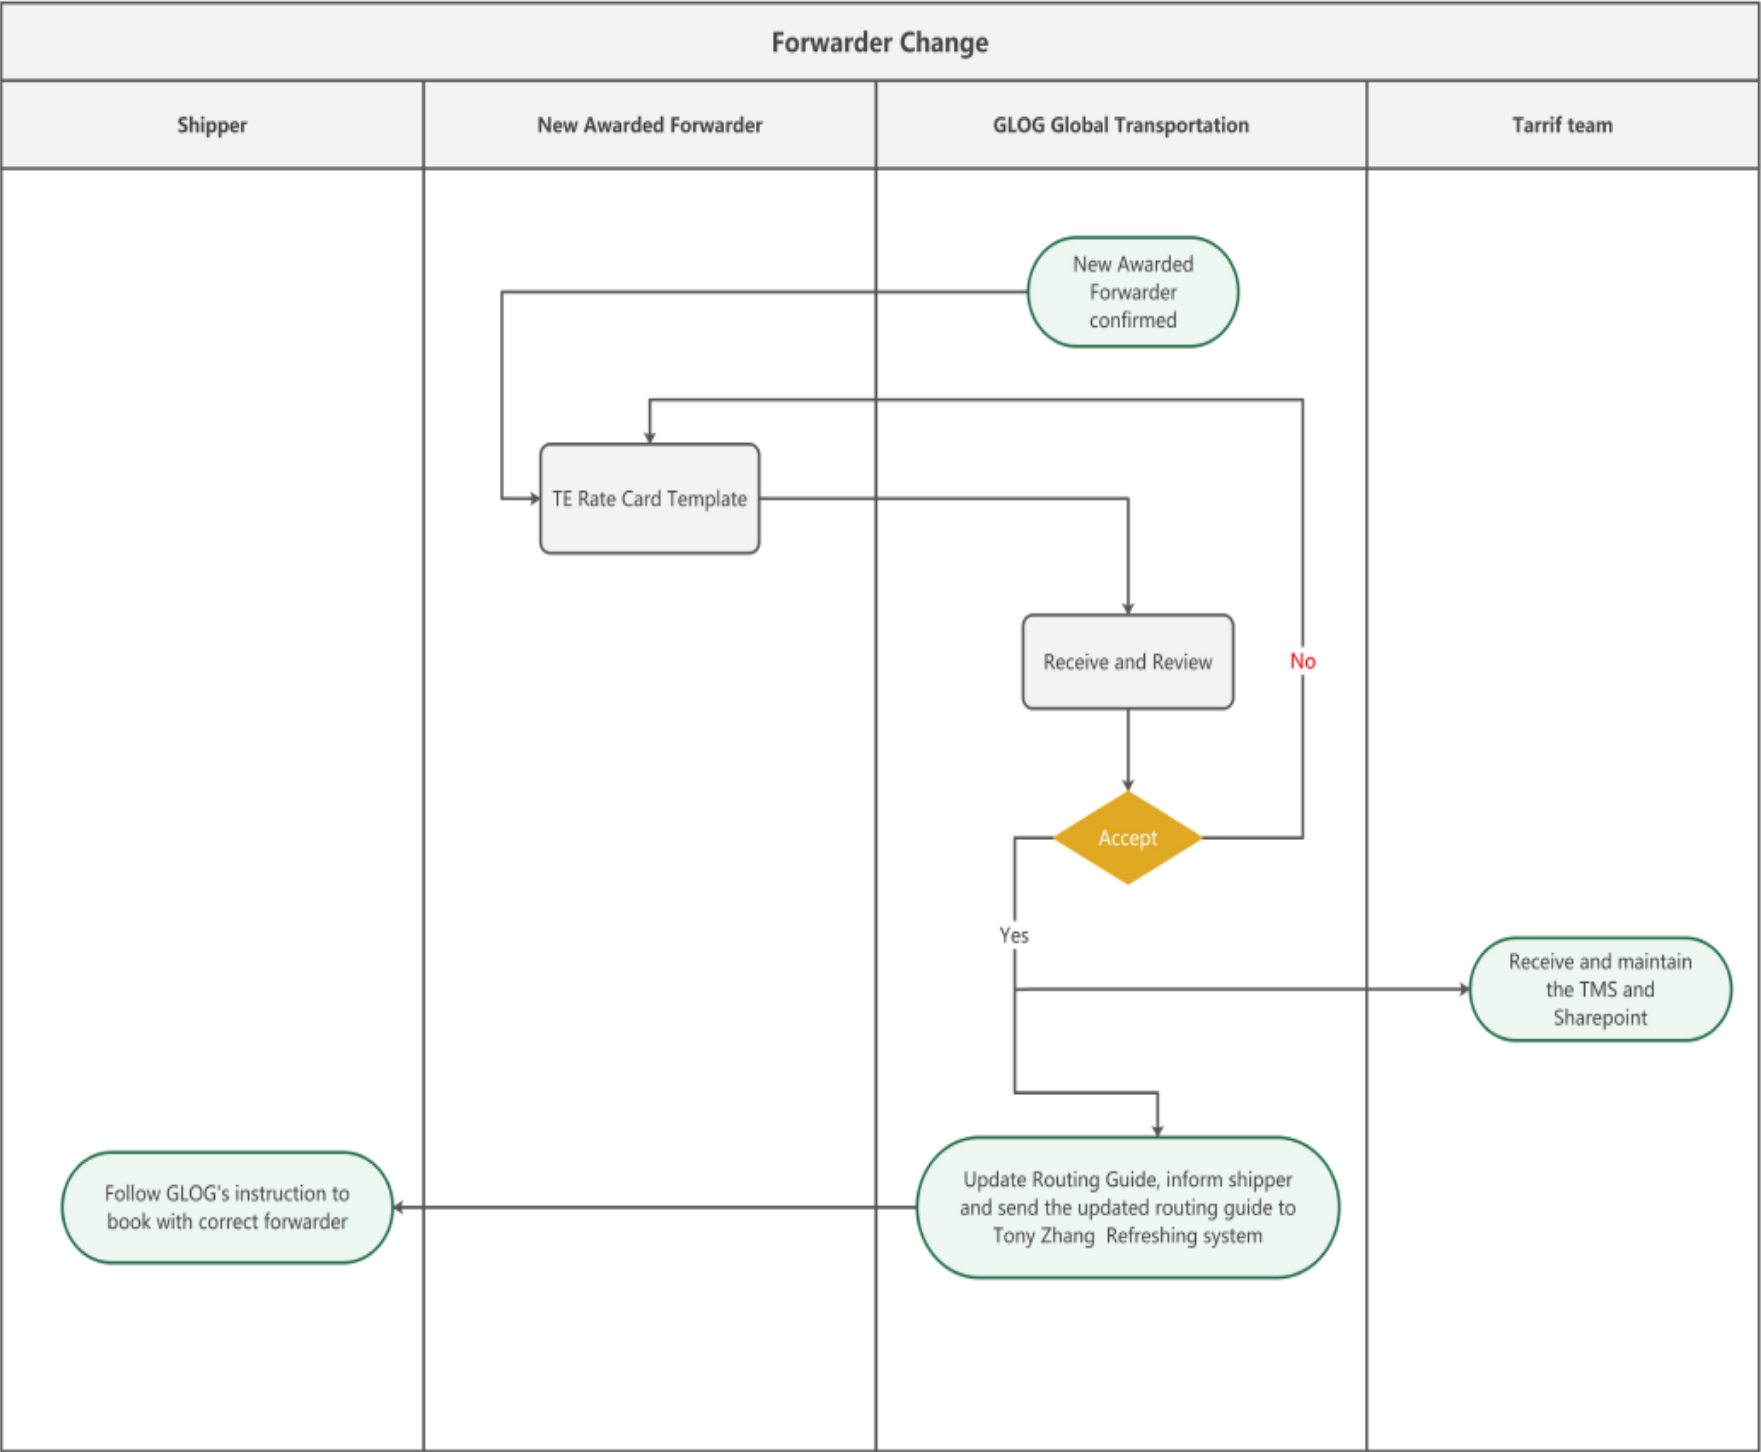 Forwarder Change
Shipper
New Awarded Forwarder
GLOG Global Transportation
Tarrif team
New Awarded
Forwarder
confirmed
TE Rate Card Template
Receive and Review
No
Accept
Yes
Receive and maintain
the TMS and
Sharepoint
Follow GLOG's instruction to
book with correct forwarder
Update Routing Guide, inform shipper
and send the updated routing guide to
Tony Zhang  Refreshing system